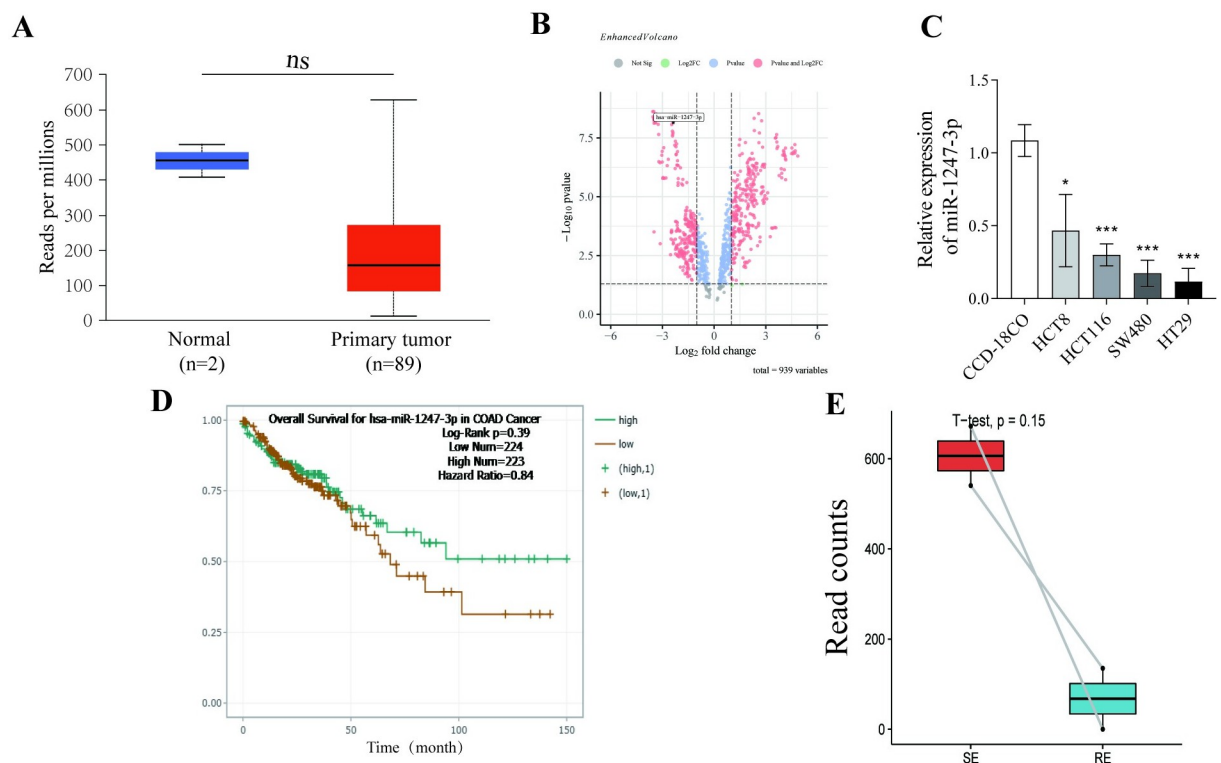 A
ns
Reads per millions
700
600
500
400
300
200
100
0
Normal
(n=2)
Primary tumor
(n=89)
B
EnhancedVolcano
Not Sig
Log2FC
Pvalue
Pvalue and Log2FC
hsa-miR-1247-3p
−Log10 pvalue
7.5
5.0
2.5
0.0
−6
−3
0
3
6
Log2 fold change
total = 939 variables
C
Relative expression
of miR-1247-3p
1.5
1.0
0.5
0.0
*
***
***
***
CCD-18CO
HCT8
HCT116
SW480
HT29
D
Overall Survival for hsa-miR-1247-3p in COAD Cancer
Log-Rank p=0.39
Low Num=224
High Num=223
Hazard Ratio=0.84
1.00
0.75
0.50
0.25
0.00
0
50
100
150
Time（month)
high
low
(high,1)
(low,1)
E
T−test, p = 0.15
Read counts
600
400
200
0
SE
RE